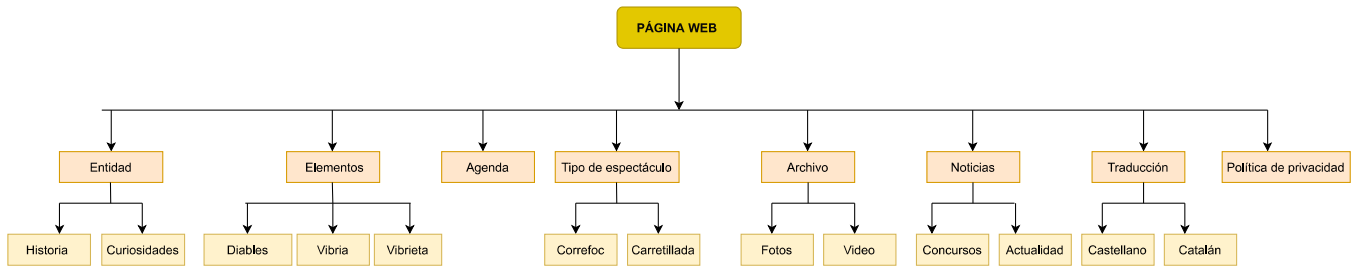 PÁGINA WEB
Entidad
Elementos
Agenda
Tipo de espectáculo
Archivo
Noticias
Traducción
Política de privacidad
Historia
Curiosidades
Diables
Vibria
Vibrieta
Correfoc
Carretillada
Fotos
Video
Concursos
Actualidad
Castellano
Catalán